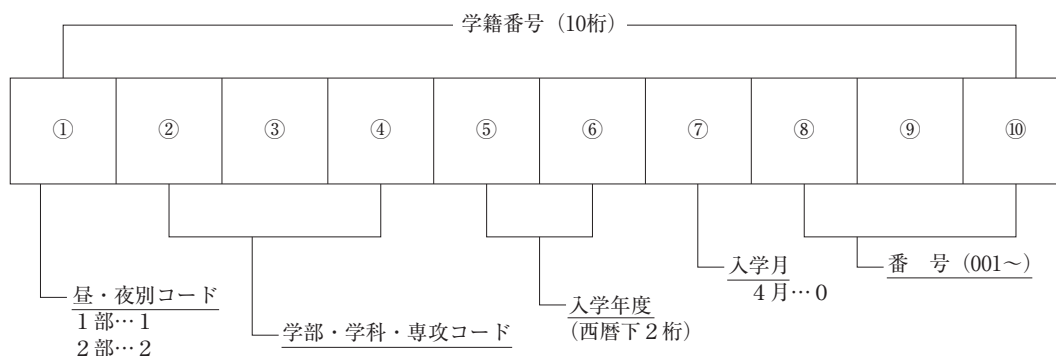 学籍番号（10桁）
① ② ③ ④ ⑤ ⑥ ⑦ ⑧ ⑨ ⑩
昼・夜別コード
１部…１
２部…２
学部・学科・専攻コード
入学年度
（西暦下２桁）
入学月
４月…０
番　号（001～）